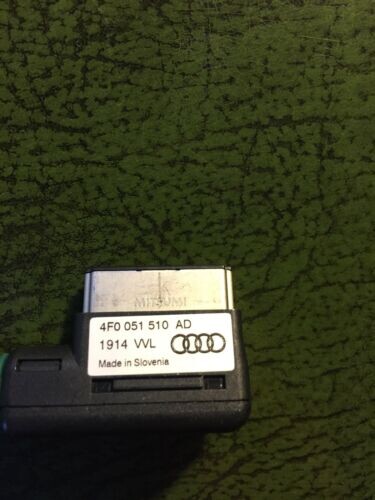 MITSUMI
4F0 051 510 AD
1914 VVL
Made in Slovenia